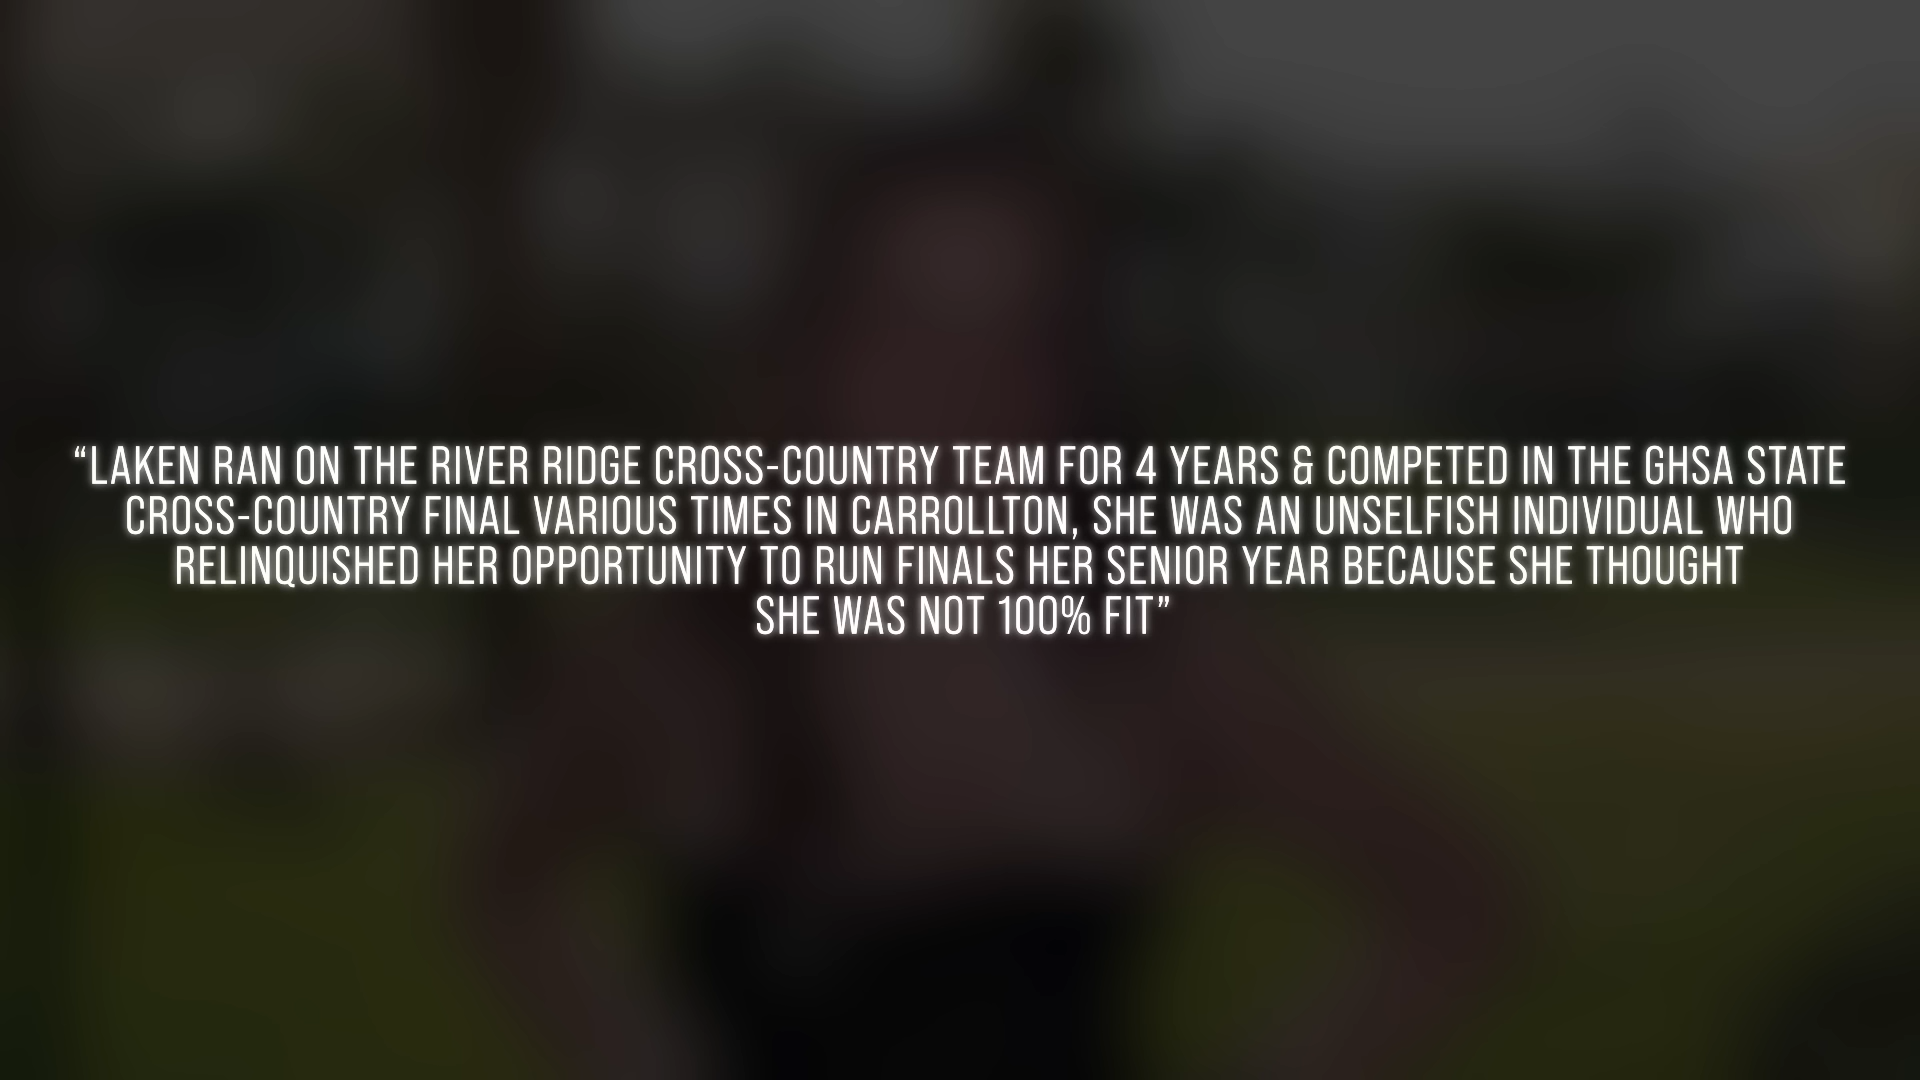 “LAKEN RAN ON THE RIVER RIDGE CROSS-COUNTRY TEAM FOR 4 YEARS & COMPETED IN THE GHSA STATE
CROSS-COUNTRY FINAL VARIOUS TIMES IN CARROLLTON, SHE WAS AN UNSELFISH INDIVIDUAL WHO
RELINQUISHED HER OPPORTUNITY TO RUN FINALS HER SENIOR YEAR BECAUSE SHE THOUGHT
SHE WAS NOT 100% FIT”